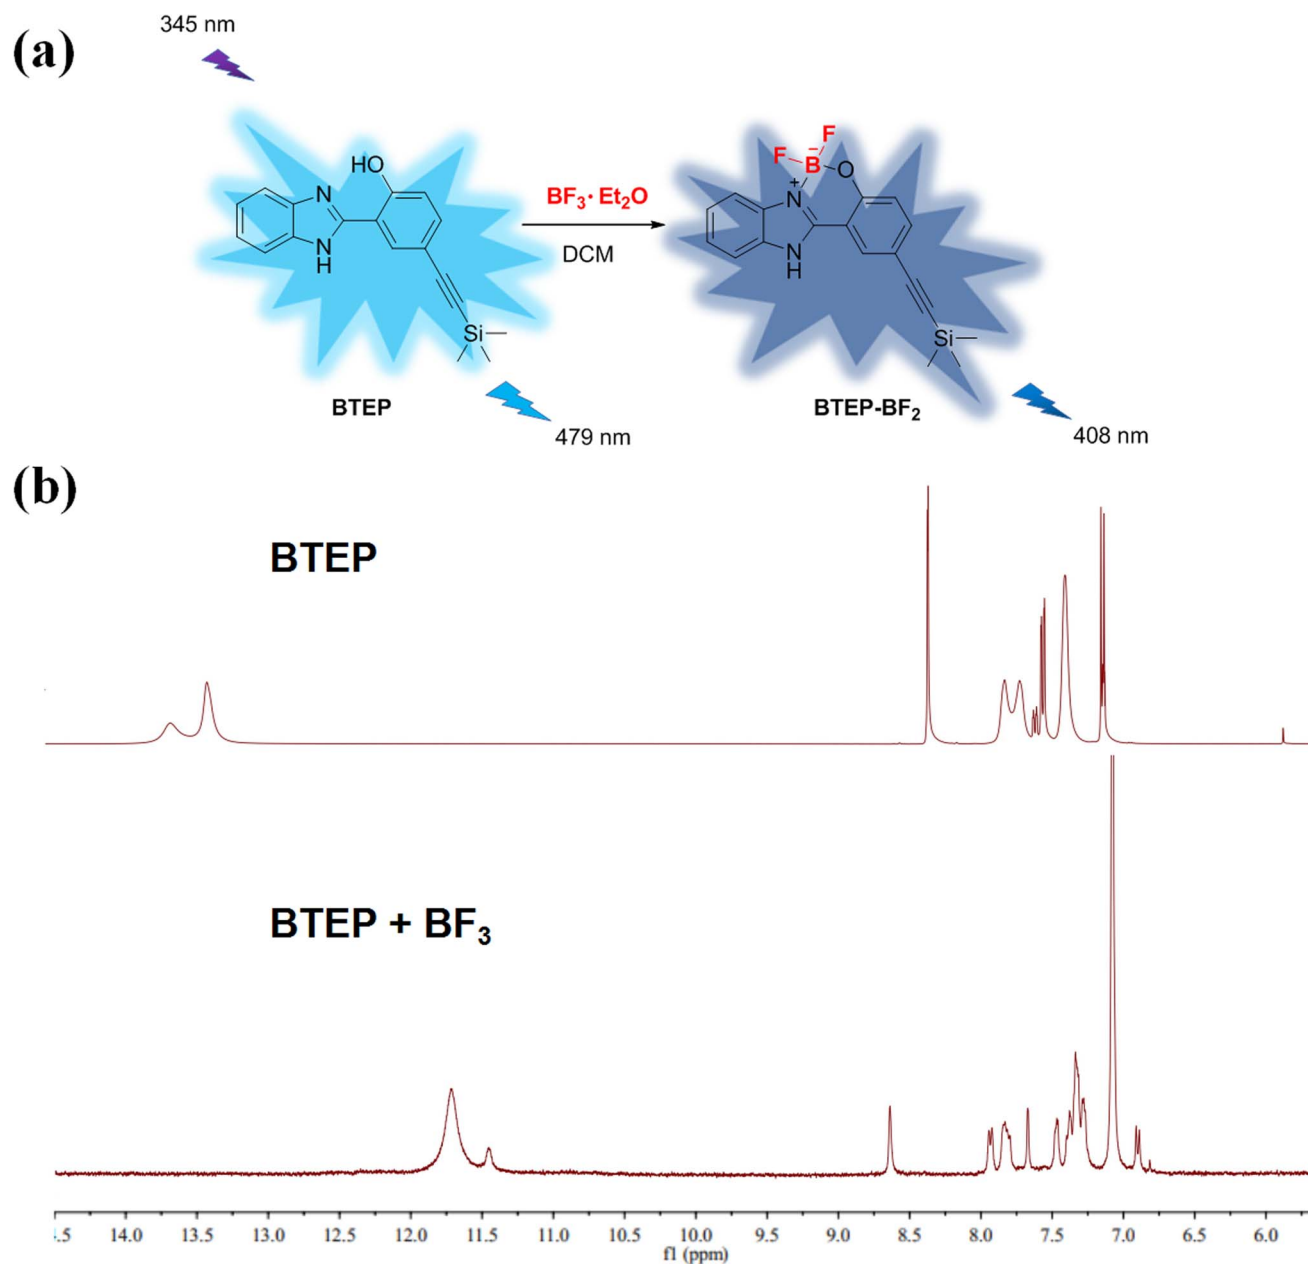 (a)
345 nm
HO
N
N
H
Si
BTEP
479 nm
BF₃· Et₂O
DCM
F
F
B
−
O
+
N
N
H
Si
BTEP-BF₂
408 nm
(b)
BTEP
BTEP + BF₃
.5 14.0 13.5 13.0 12.5 12.0 11.5 11.0 10.5 10.0 9.5 9.0 8.5 8.0 7.5 7.0 6.5 6.0
f1 (ppm)